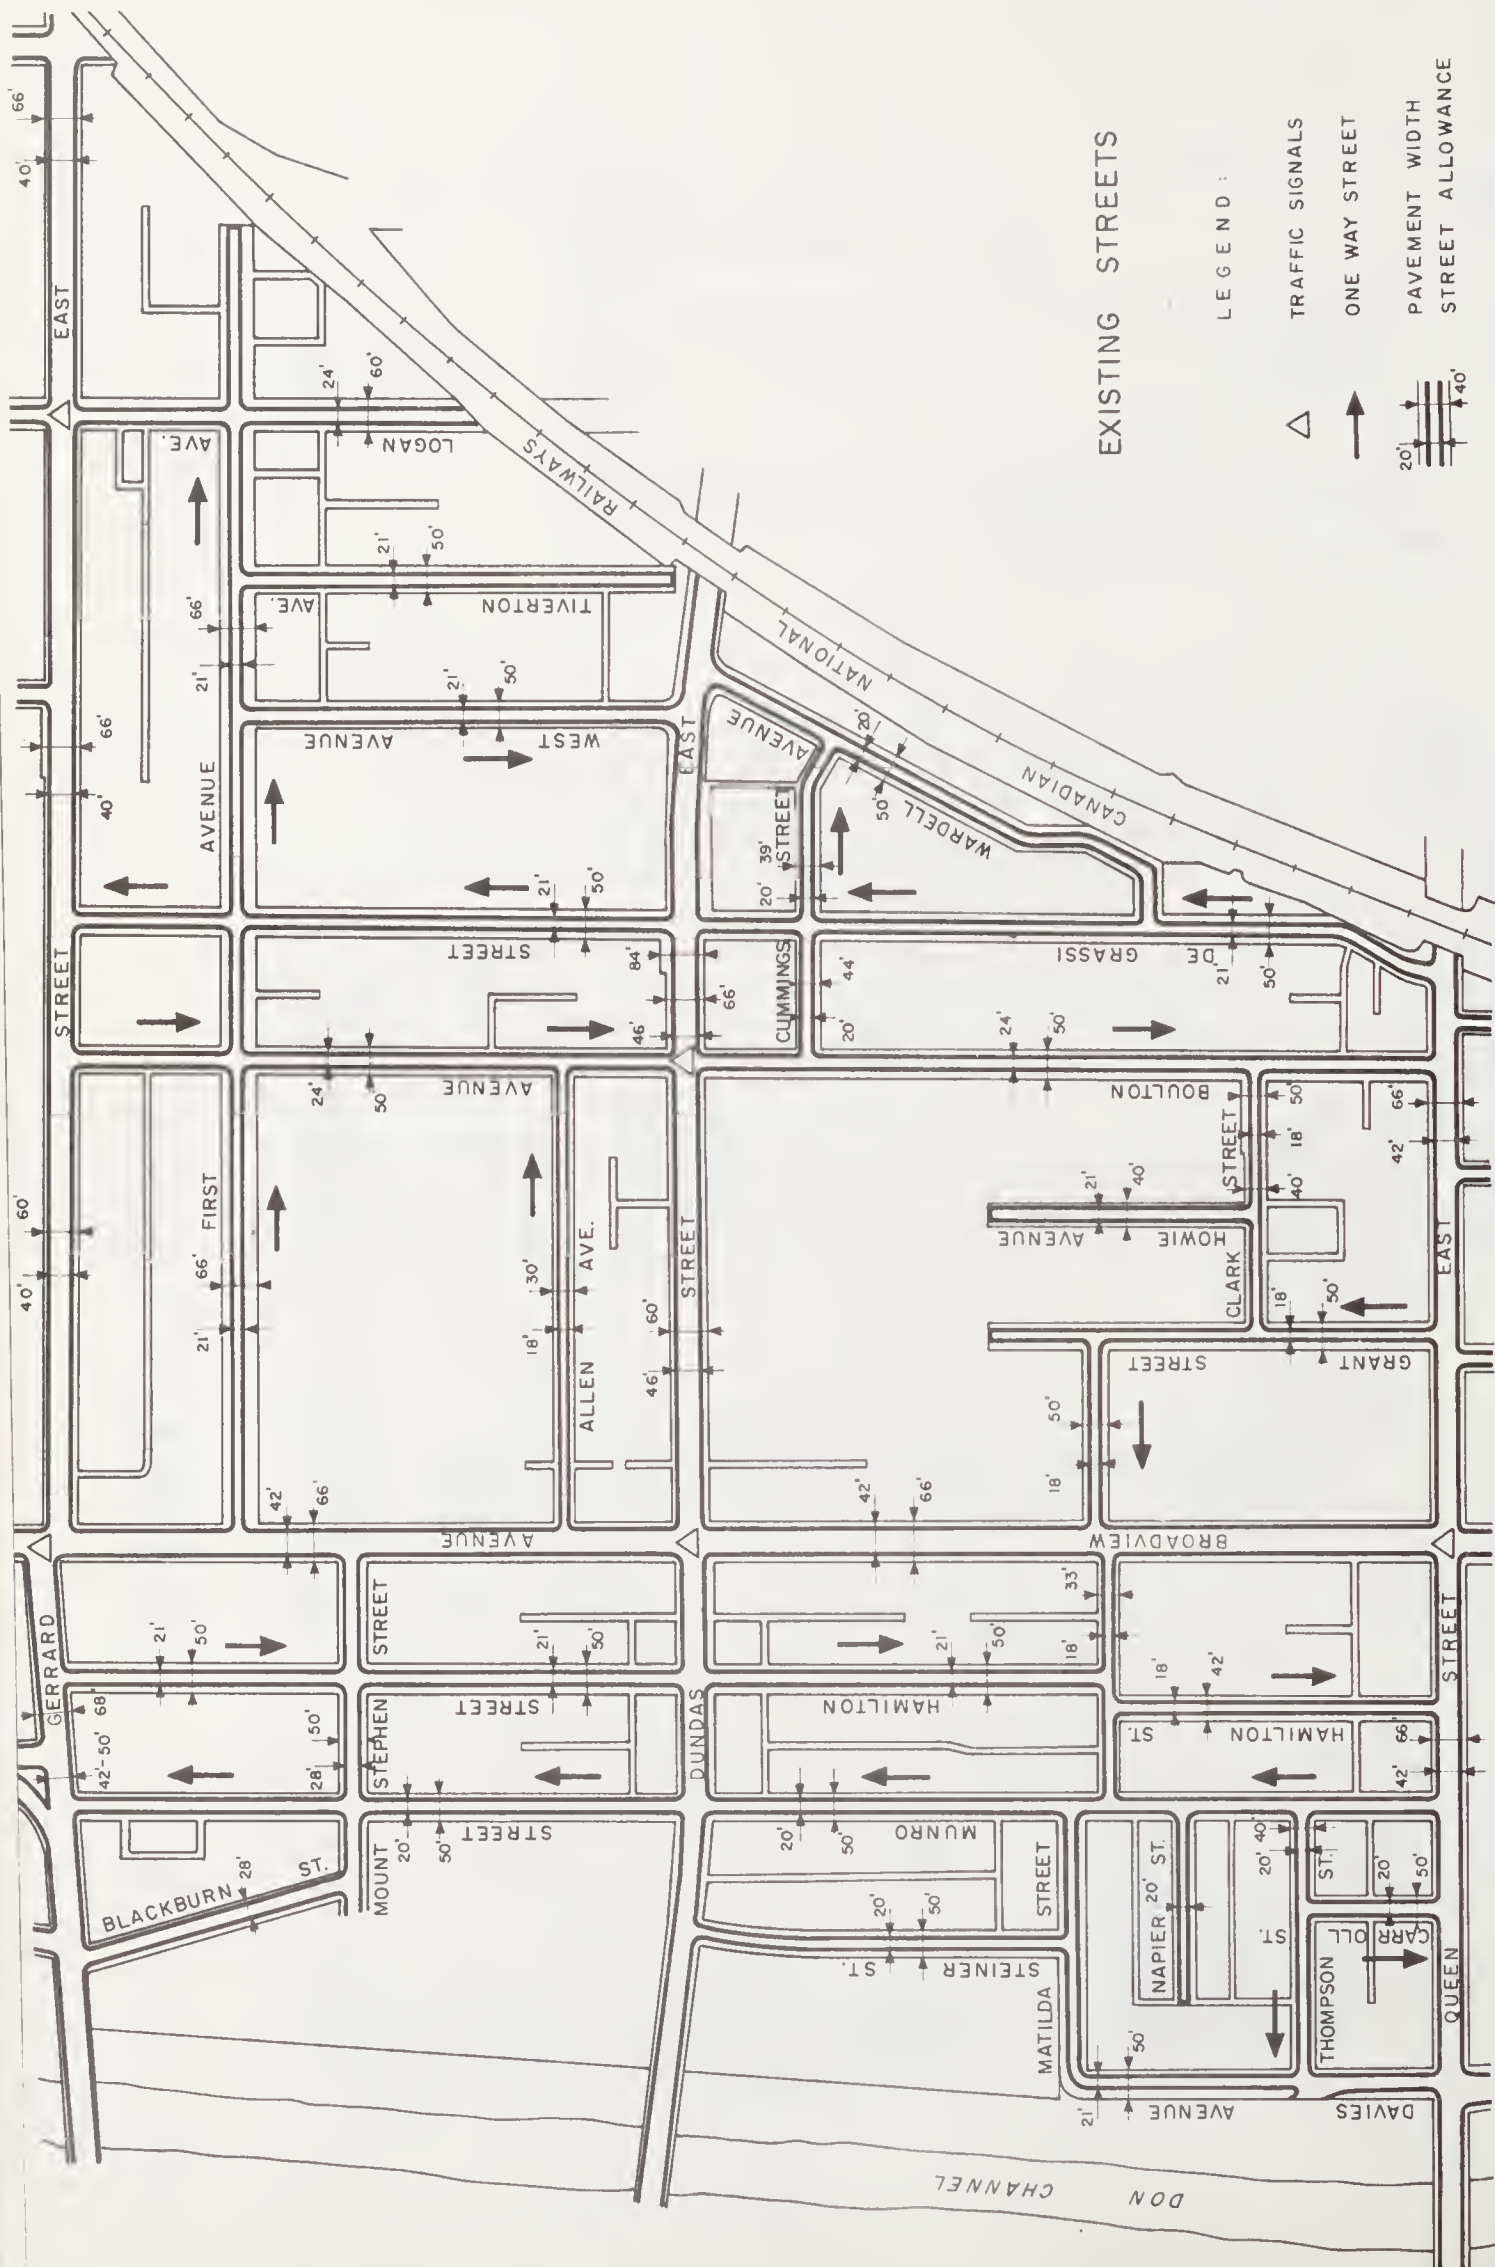 EXISTING STREETS
LEGEND:
TRAFFIC SIGNALS
ONE WAY STREET
20'
40'
PAVEMENT WIDTH
STREET ALLOWANCE
GERRARD
STREET
EAST
68'
42'-50'
40'
60'
40'
66'
40'
66'
BLACKBURN ST.
28'
MOUNT STEPHEN STREET
28'
50'
FIRST AVENUE
21'
66'
21'
66'
ALLEN AVE.
18'
30'
DUNDAS
STREET
EAST
46'
60'
46'
66'
84'
CUMMINGS STREET
20'
44'
20'
39'
MATILDA STREET
NAPIER ST.
20'
THOMPSON ST.
20'
40'
CLARK STREET
40'
18'
50'
18'
33'
18'
50'
QUEEN
STREET
EAST
42'
66'
42'
66'
DAVIES AVENUE
21'
50'
CARROLL ST.
20'
50'
STEINER ST.
20'
50'
MUNRO STREET
20'
50'
20'
50'
HAMILTON ST.
18'
42'
HAMILTON STREET
21'
50'
21'
50'
21'
50'
BROADVIEW AVENUE
42'
66'
42'
66'
GRANT STREET
18'
50'
HOWIE AVENUE
21'
40'
BOULTON AVENUE
24'
50'
24'
50'
DE GRASSI STREET
21'
50'
21'
50'
WARDELL AVENUE
20'
50'
WEST AVENUE
21'
50'
TIVERTON AVE.
21'
50'
LOGAN AVE.
24'
60'
CANADIAN NATIONAL RAILWAYS
DON CHANNEL